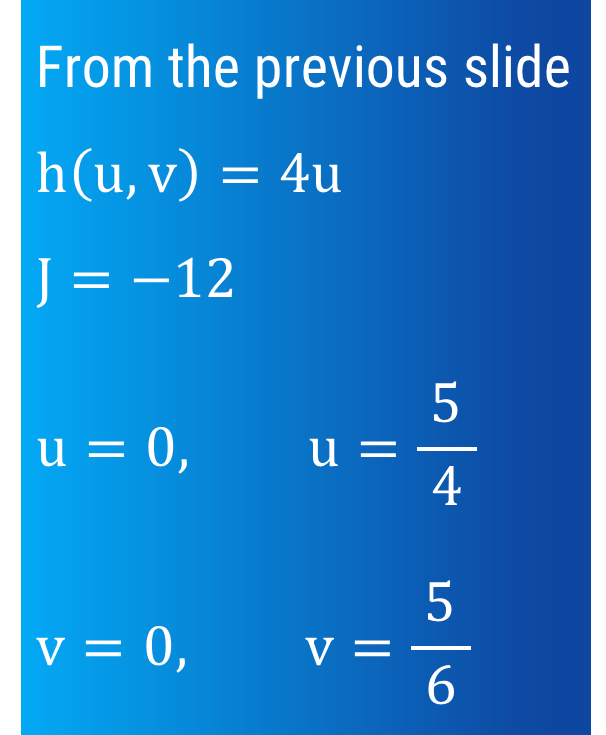 From the previous slide
h(u, v) = 4u
J = −12
u = 0, u = 5/4
v = 0, v = 5/6